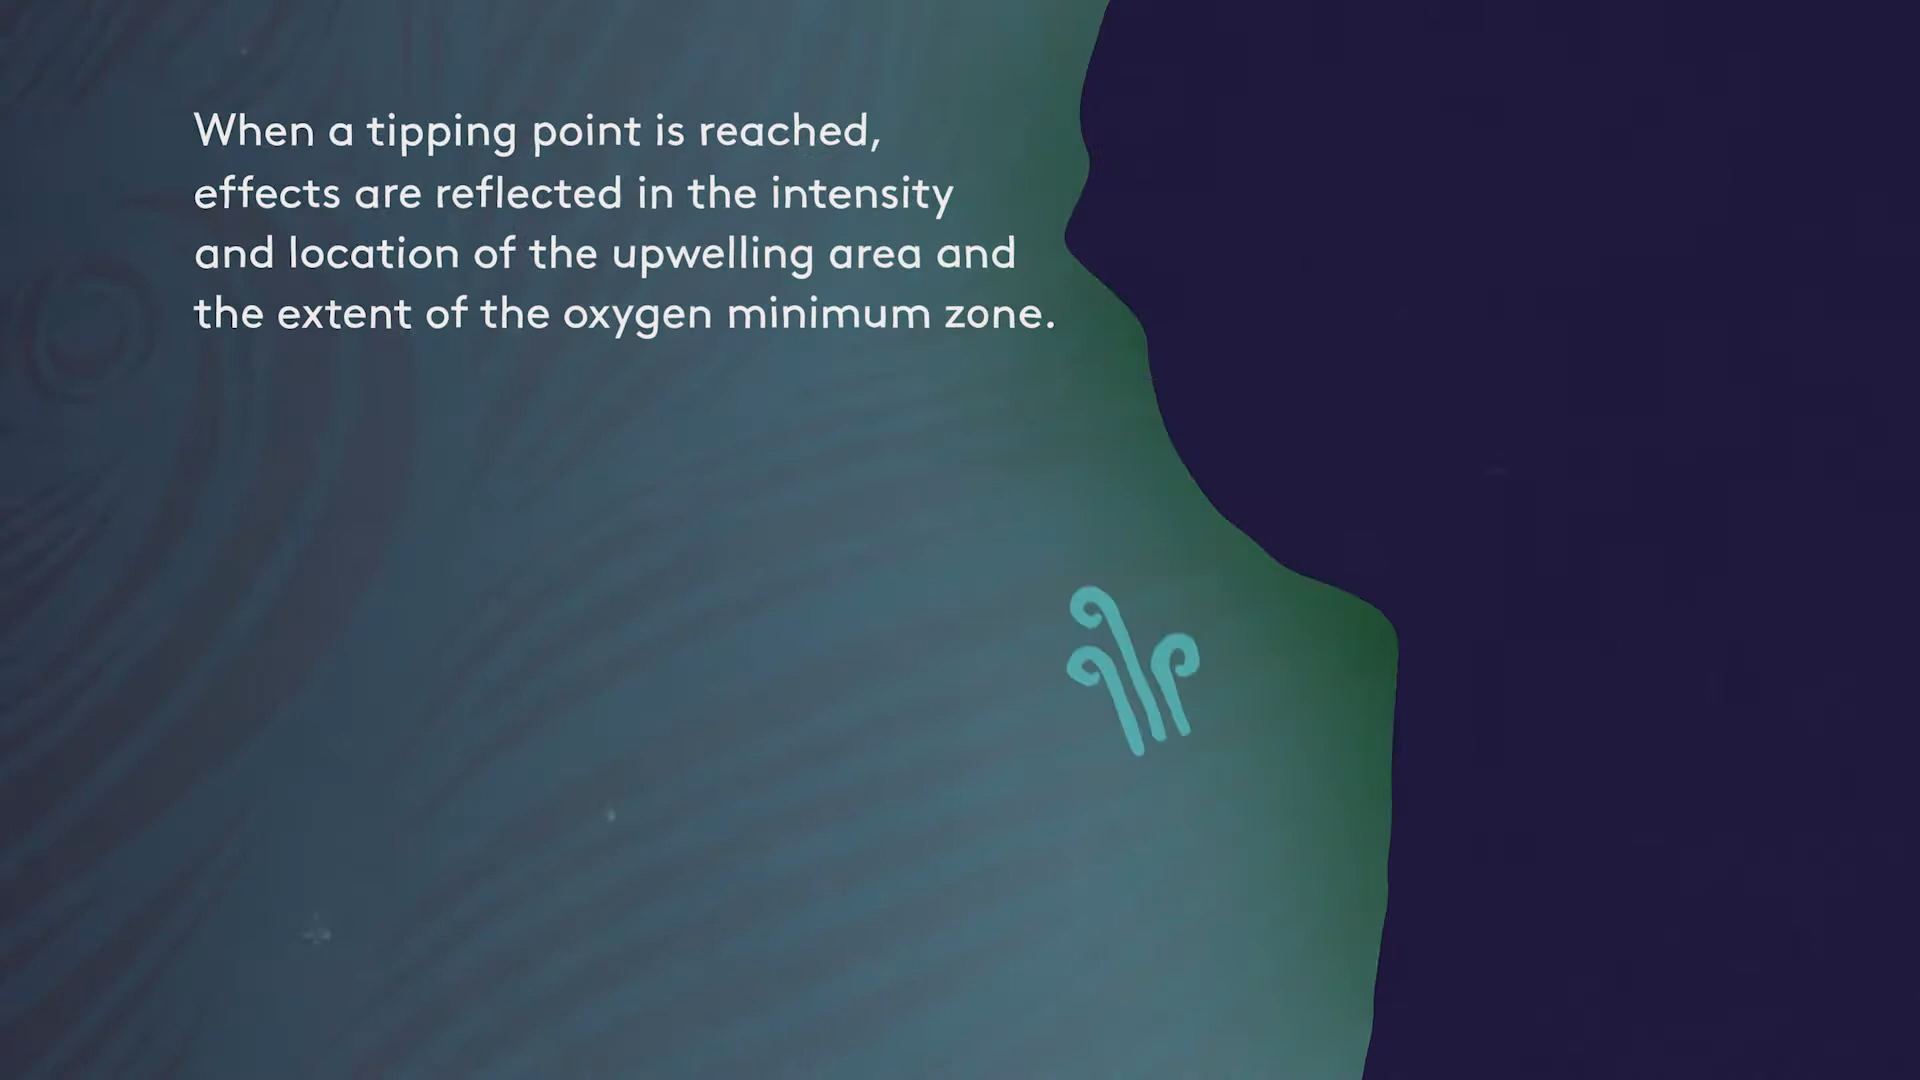 When a tipping point is reached,
effects are reflected in the intensity
and location of the upwelling area and
the extent of the oxygen minimum zone.